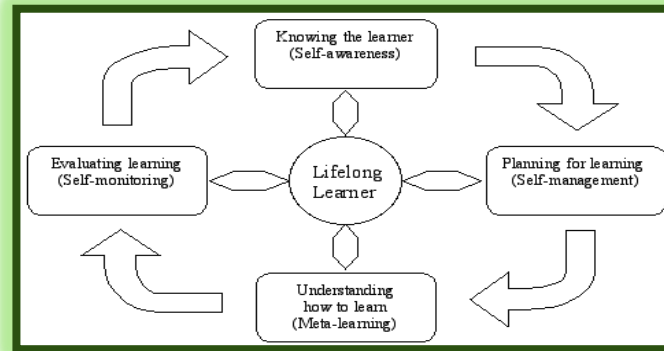 Knowing the learner
(Self-awareness)
Evaluating learning
(Self-monitoring)
Lifelong
Learner
Planning for learning
(Self-management)
Understanding
how to learn
(Meta-learning)